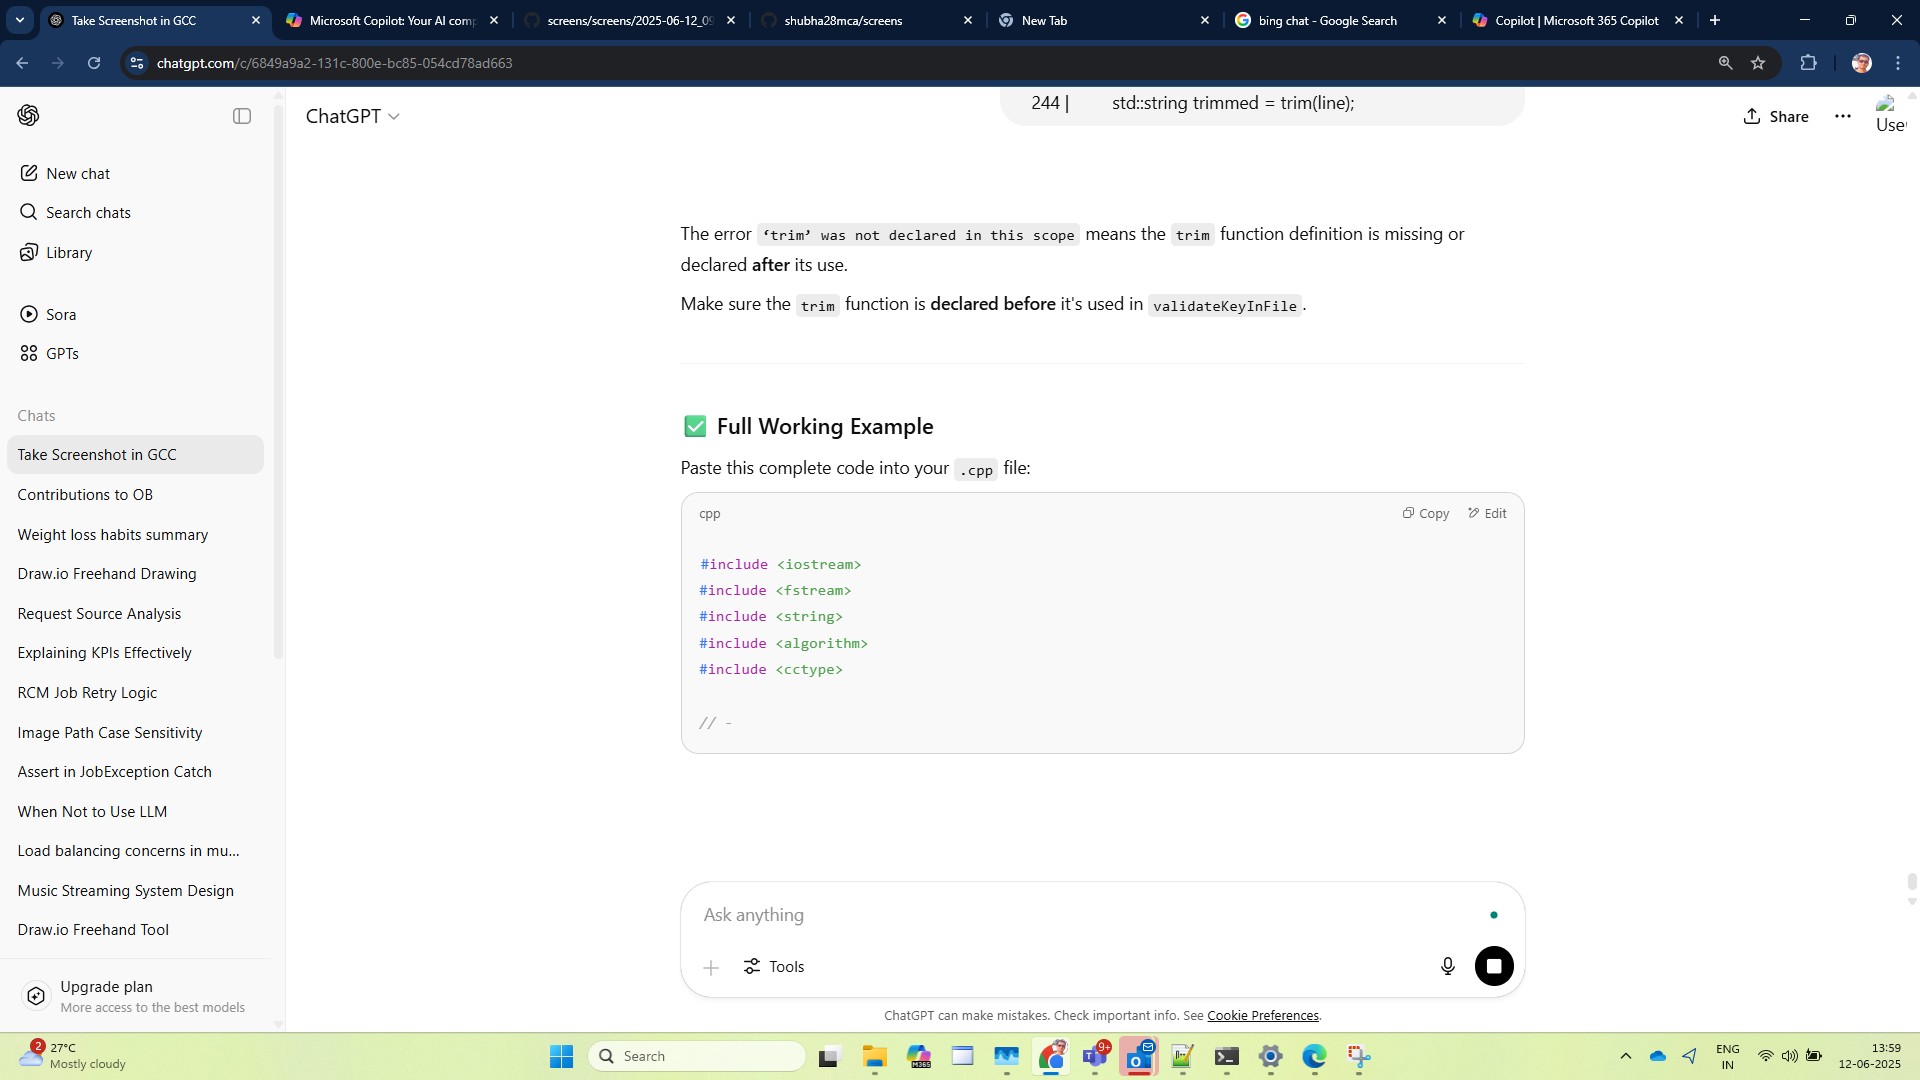 Take Screenshot in GCC
Microsoft Copilot: Your AI comp
screens/screens/2025-06-12_09
shubha28mca/screens
New Tab
bing chat - Google Search
Copilot | Microsoft 365 Copilot
chatgpt.com/c/6849a9a2-131c-800e-bc85-054cd78ad663
ChatGPT
Share
Use
New chat
Search chats
Library
Sora
GPTs
Chats
Take Screenshot in GCC
Contributions to OB
Weight loss habits summary
Draw.io Freehand Drawing
Request Source Analysis
Explaining KPIs Effectively
RCM Job Retry Logic
Image Path Case Sensitivity
Assert in JobException Catch
When Not to Use LLM
Load balancing concerns in mu...
Music Streaming System Design
Draw.io Freehand Tool
Upgrade plan
More access to the best models
244 | std::string trimmed = trim(line);
The error ‘trim’ was not declared in this scope means the trim function definition is missing or
declared after its use.
Make sure the trim function is declared before it's used in validateKeyInFile.
✅ Full Working Example
Paste this complete code into your .cpp file:
cpp
Copy
Edit
#include <iostream>
#include <fstream>
#include <string>
#include <algorithm>
#include <cctype>
// -
Ask anything
Tools
ChatGPT can make mistakes. Check important info. See Cookie Preferences.
2
27°C
Mostly cloudy
Search
M365
9+
ENG
IN
13:59
12-06-2025